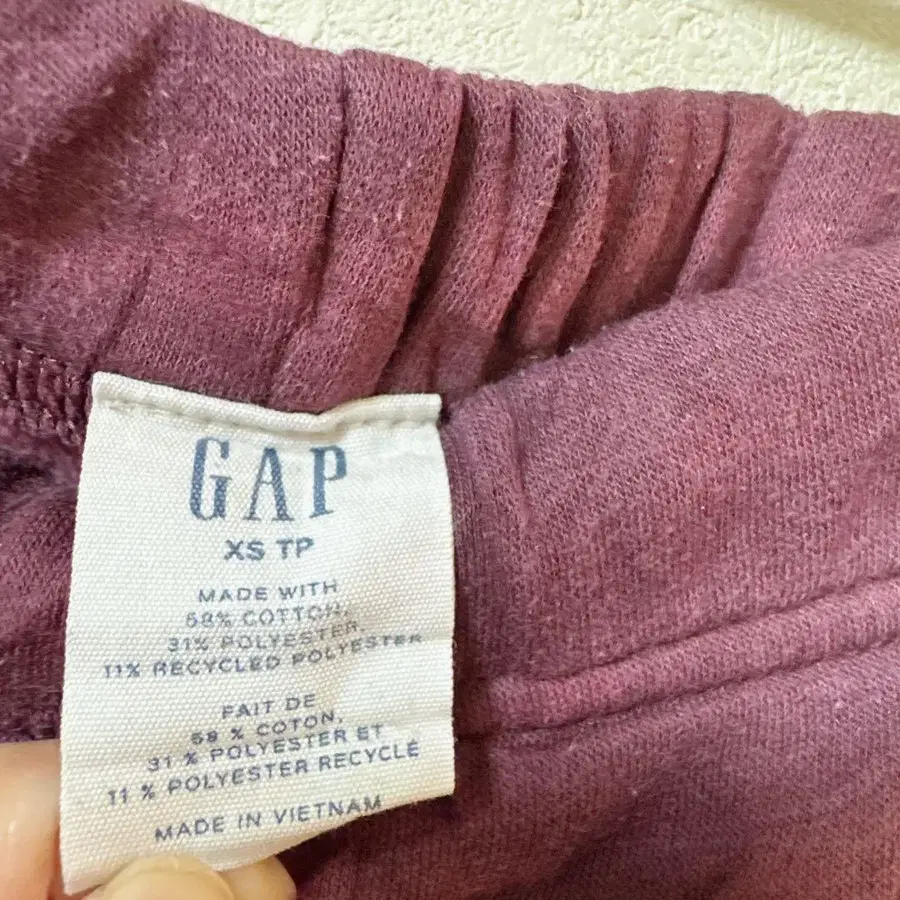 GAP
XS TP
MADE WITH
58% COTTON,
31% POLYESTER,
11% RECYCLED POLYESTER
FAIT DE
58 % COTON,
31 % POLYESTER ET
11 % POLYESTER RECYCLÉ
MADE IN VIETNAM